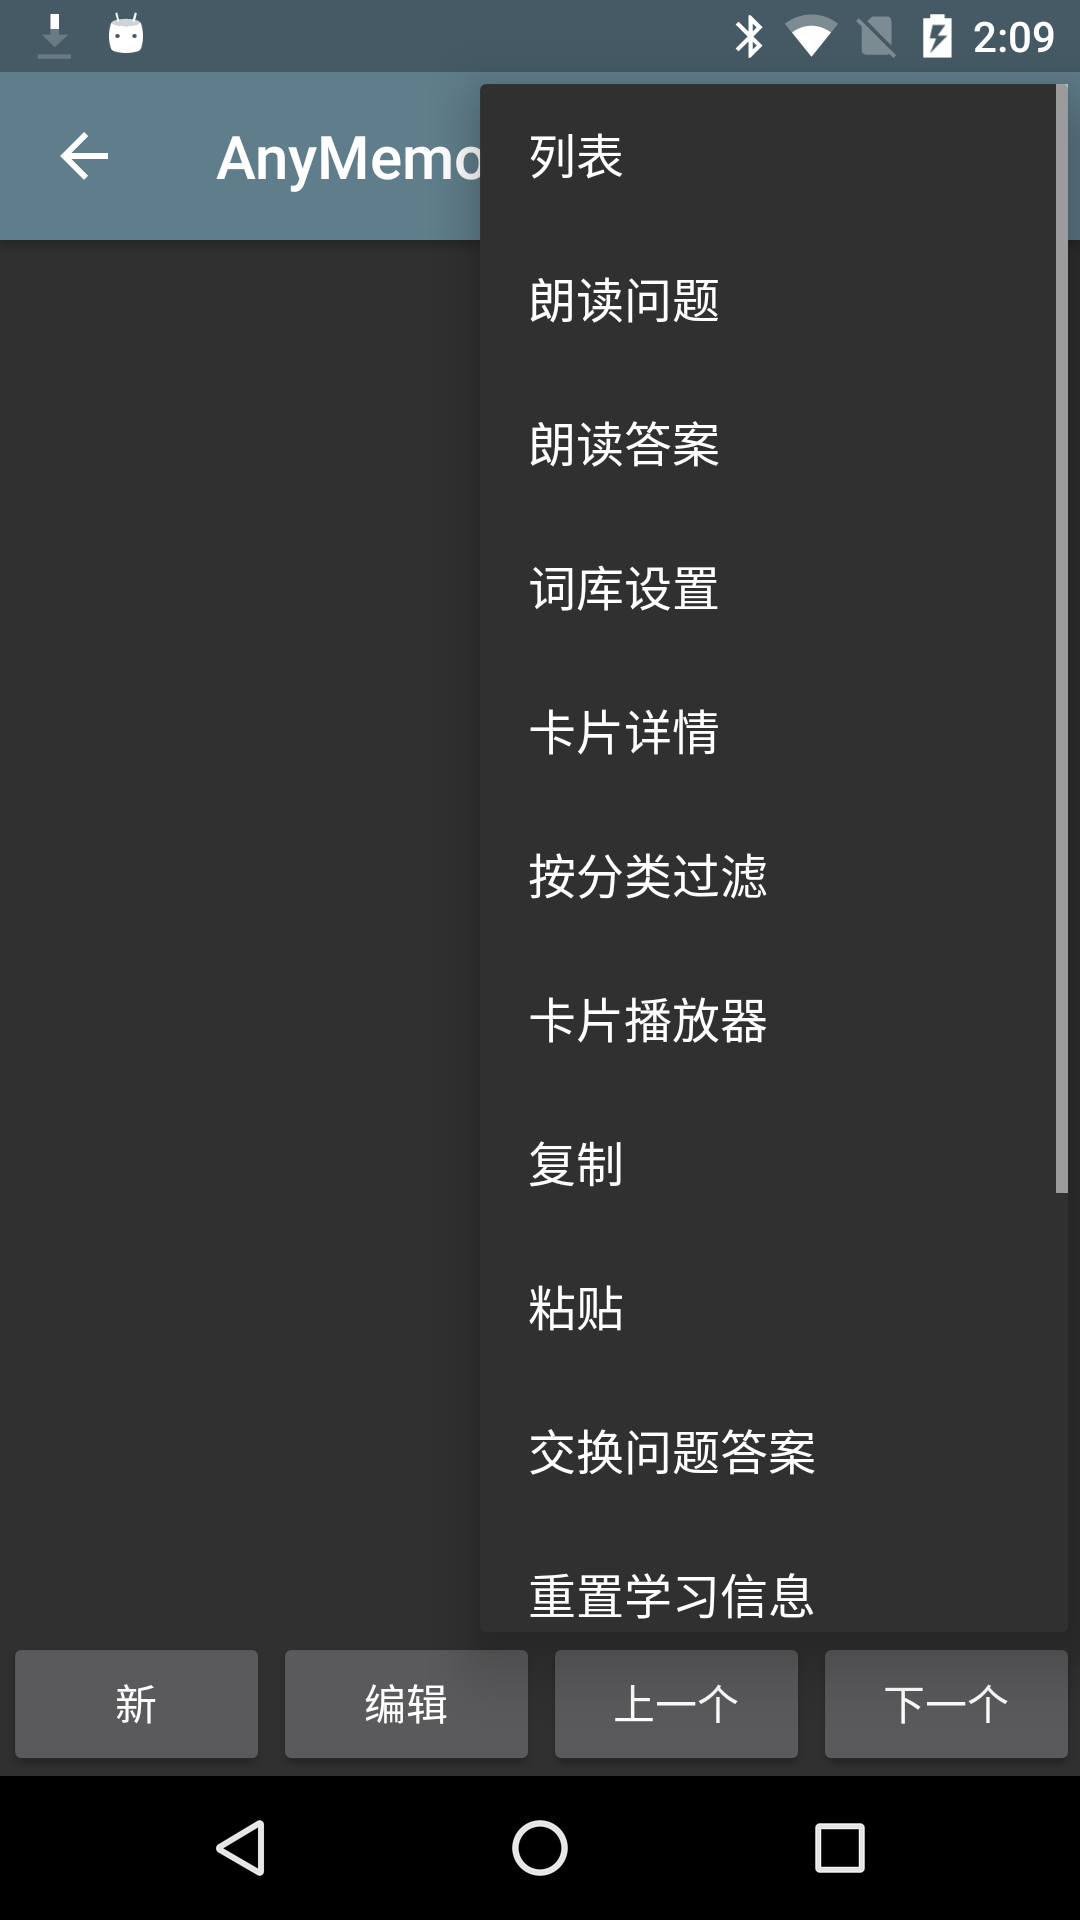 2:09
AnyMemo
列表
朗读问题
朗读答案
词库设置
卡片详情
按分类过滤
卡片播放器
复制
粘贴
交换问题答案
重置学习信息
新
编辑
上一个
下一个